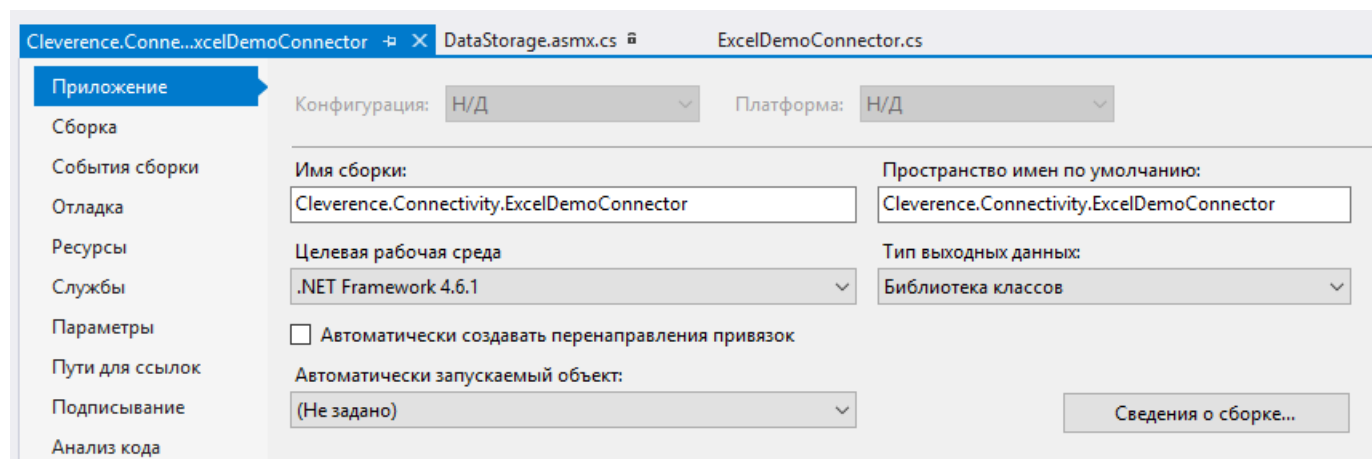 Cleverence.Conne...xcelDemoConnector DataStorage.asmx.cs ExcelDemoConnector.cs
Приложение
Конфигурация: Н/Д Платформа: Н/Д
Сборка
События сборки
Имя сборки: Пространство имен по умолчанию:
Cleverence.Connectivity.ExcelDemoConnector Cleverence.Connectivity.ExcelDemoConnector
Отладка
Ресурсы
Целевая рабочая среда Тип выходных данных:
Службы
.NET Framework 4.6.1 Библиотека классов
Параметры
Автоматически создавать перенаправления привязок
Пути для ссылок
Автоматически запускаемый объект:
Подписывание
(Не задано) Сведения о сборке...
Анализ кода